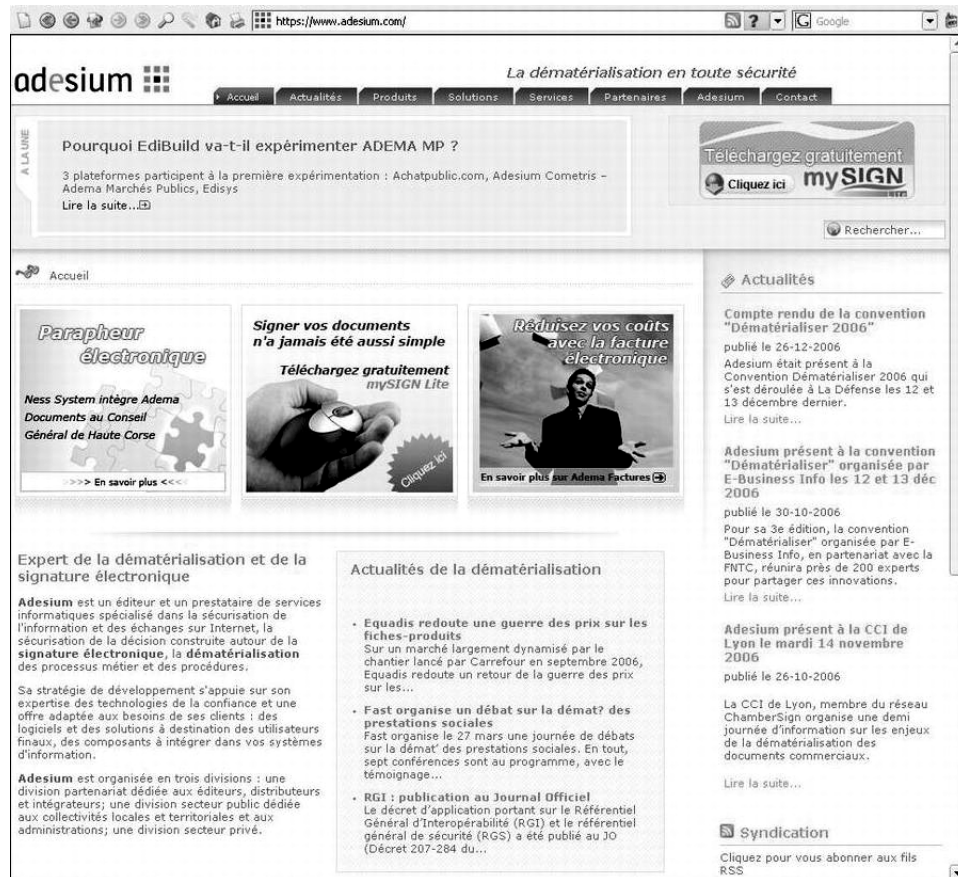 https://www.adesium.com/
?
G Google
adesium
La dématérialisation en toute sécurité
Accueil
Actualités
Produits
Solutions
Services
Partenaires
Adesium
Contact
A LA UNE
Pourquoi EdiBuild va-t-il expérimenter ADEMA MP ?
3 plateformes participent à la première expérimentation : Achatpublic.com, Adesium Cometris –
Adema Marchés Publics, Edisys
Lire la suite...
Téléchargez gratuitement
Cliquez ici
mySIGN
Lite
Rechercher...
Accueil
Parapheur
électronique
Ness System intègre Adema
Documents au Conseil
Général de Haute Corse
>>>> En savoir plus <<<<
Signer vos documents
n'a jamais été aussi simple
Téléchargez gratuitement
mySIGN Lite
Cliquez ici
Réduisez vos coûts
avec la facture
électronique
En savoir plus sur Adema Factures
Expert de la dématérialisation et de la
signature électronique
Adesium est un éditeur et un prestataire de services
informatiques spécialisé dans la sécurisation de
l'information et des échanges sur Internet, la
sécurisation de la décision construite autour de la
signature électronique, la dématérialisation
des processus métier et des procédures.
Sa stratégie de développement s'appuie sur son
expertise des technologies de la confiance et une
offre adaptée aux besoins de ses clients : des
logiciels et des solutions à destination des utilisateurs
finaux, des composants à intégrer dans vos systèmes
d'information.
Adesium est organisée en trois divisions : une
division partenariat dédiée aux éditeurs, distributeurs
et intégrateurs; une division secteur public dédiée
aux collectivités locales et territoriales et aux
administrations; une division secteur privé.
Actualités de la dématérialisation
• Equadis redoute une guerre des prix sur les
fiches-produits
Sur un marché largement dynamisé par le
chantier lancé par Carrefour en septembre 2006,
Equadis redoute un retour de la guerre des prix
sur les...
• Fast organise un débat sur la démat? des
prestations sociales
Fast organise le 27 mars une journée de débats
sur la démat' des prestations sociales. En tout,
sept conférences sont au programme, avec le
témoignage...
• RGI : publication au Journal Officiel
Le décret d'application portant sur le Référentiel
Général d'Interopérabilité (RGI) et le référentiel
général de sécurité (RGS) a été publié au JO
(Décret 207-284 du...
Actualités
Compte rendu de la convention
"Dématérialiser 2006"
publié le 26-12-2006
Adesium était présent à la
Convention Dématérialiser 2006 qui
s'est déroulée à La Défense les 12 et
13 décembre dernier.
Lire la suite...
Adesium présent à la convention
"Dématérialiser" organisée par
E-Business Info les 12 et 13 déc
2006
publié le 30-10-2006
Pour sa 3e édition, la convention
"Dématérialiser" organisée par E-
Business Info, en partenariat avec la
FNTC, réunira près de 200 experts
pour partager ces innovations.
Lire la suite...
Adesium présent à la CCI de
Lyon le mardi 14 novembre
2006
publié le 26-10-2006
La CCI de Lyon, membre du réseau
ChamberSign organise une demi
journée d'information sur les enjeux
de la dématérialisation des
documents commerciaux.
Lire la suite...
Syndication
Cliquez pour vous abonner aux fils
RSS